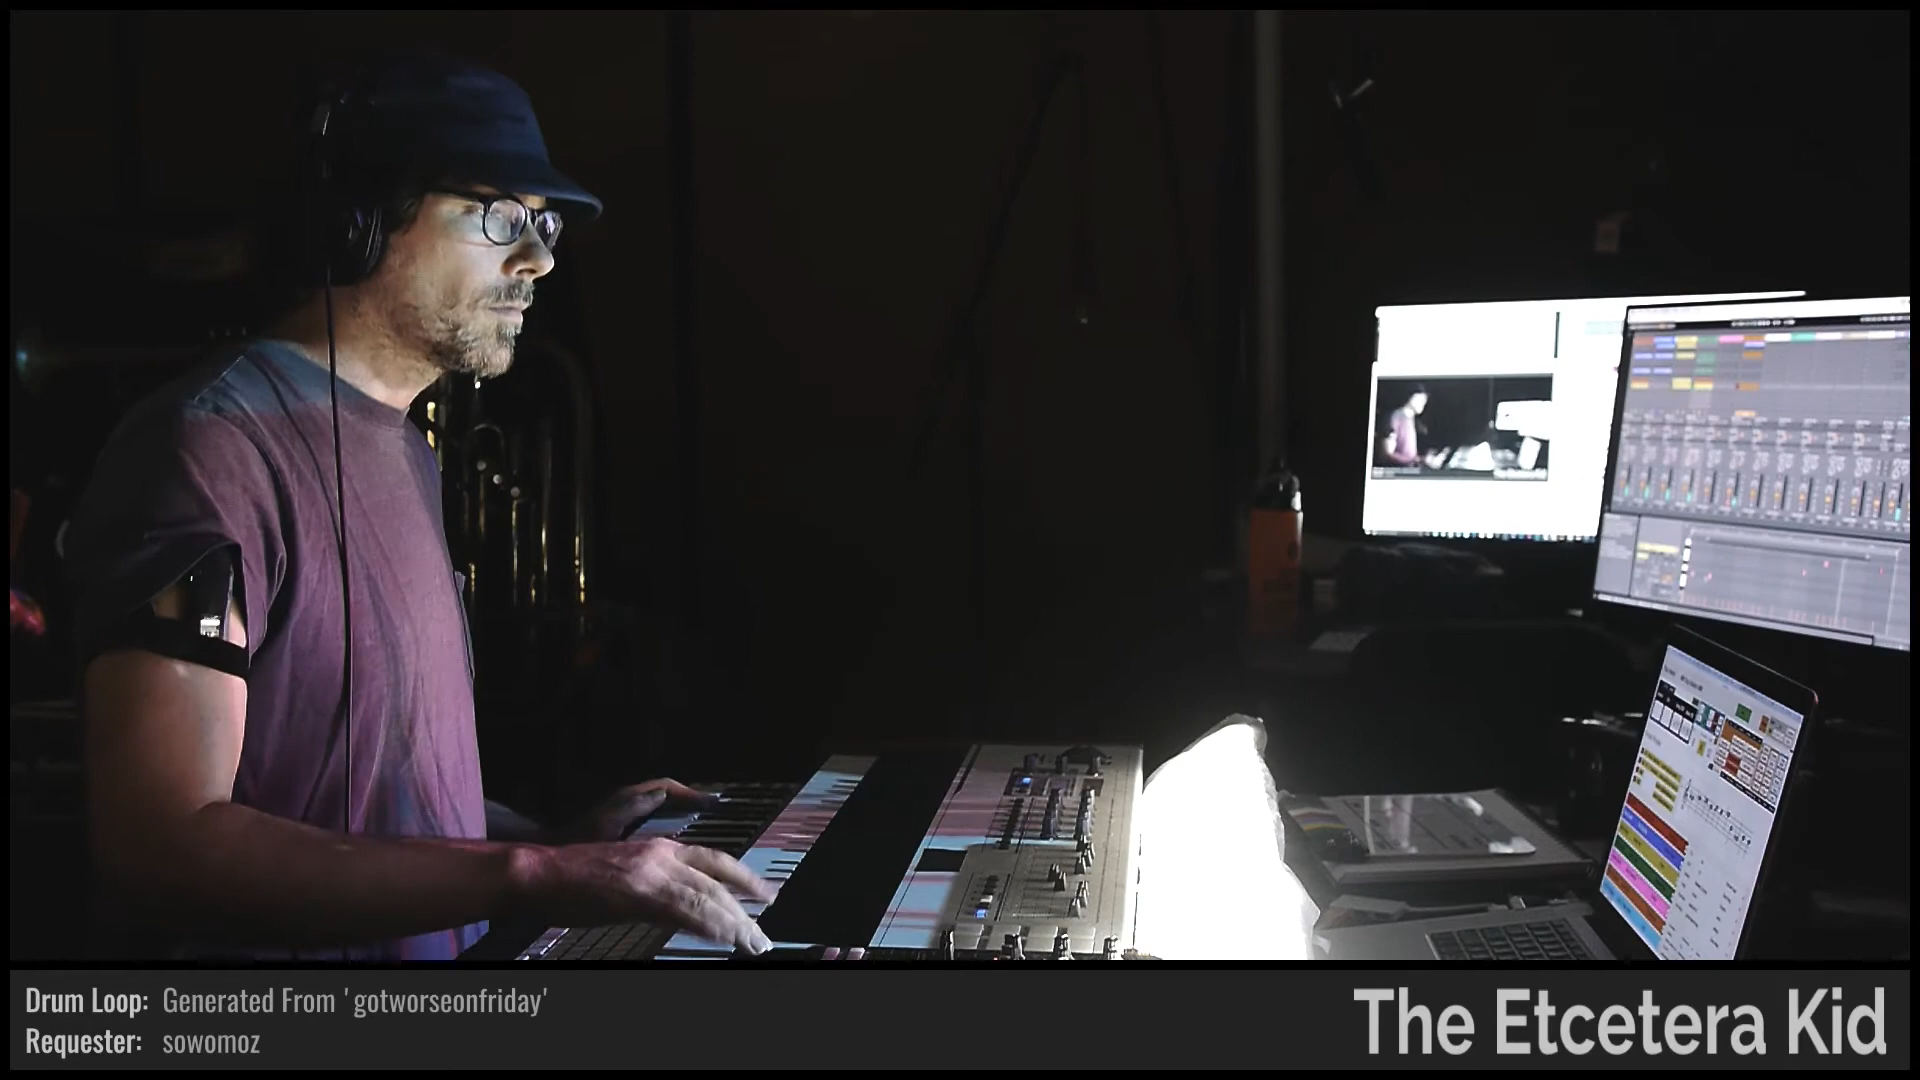 Drum Loop: Generated From 'gotworseonfriday'
Requester: sowomoz
The Etcetera Kid